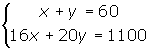 x + y = 60
16x + 20y = 1100